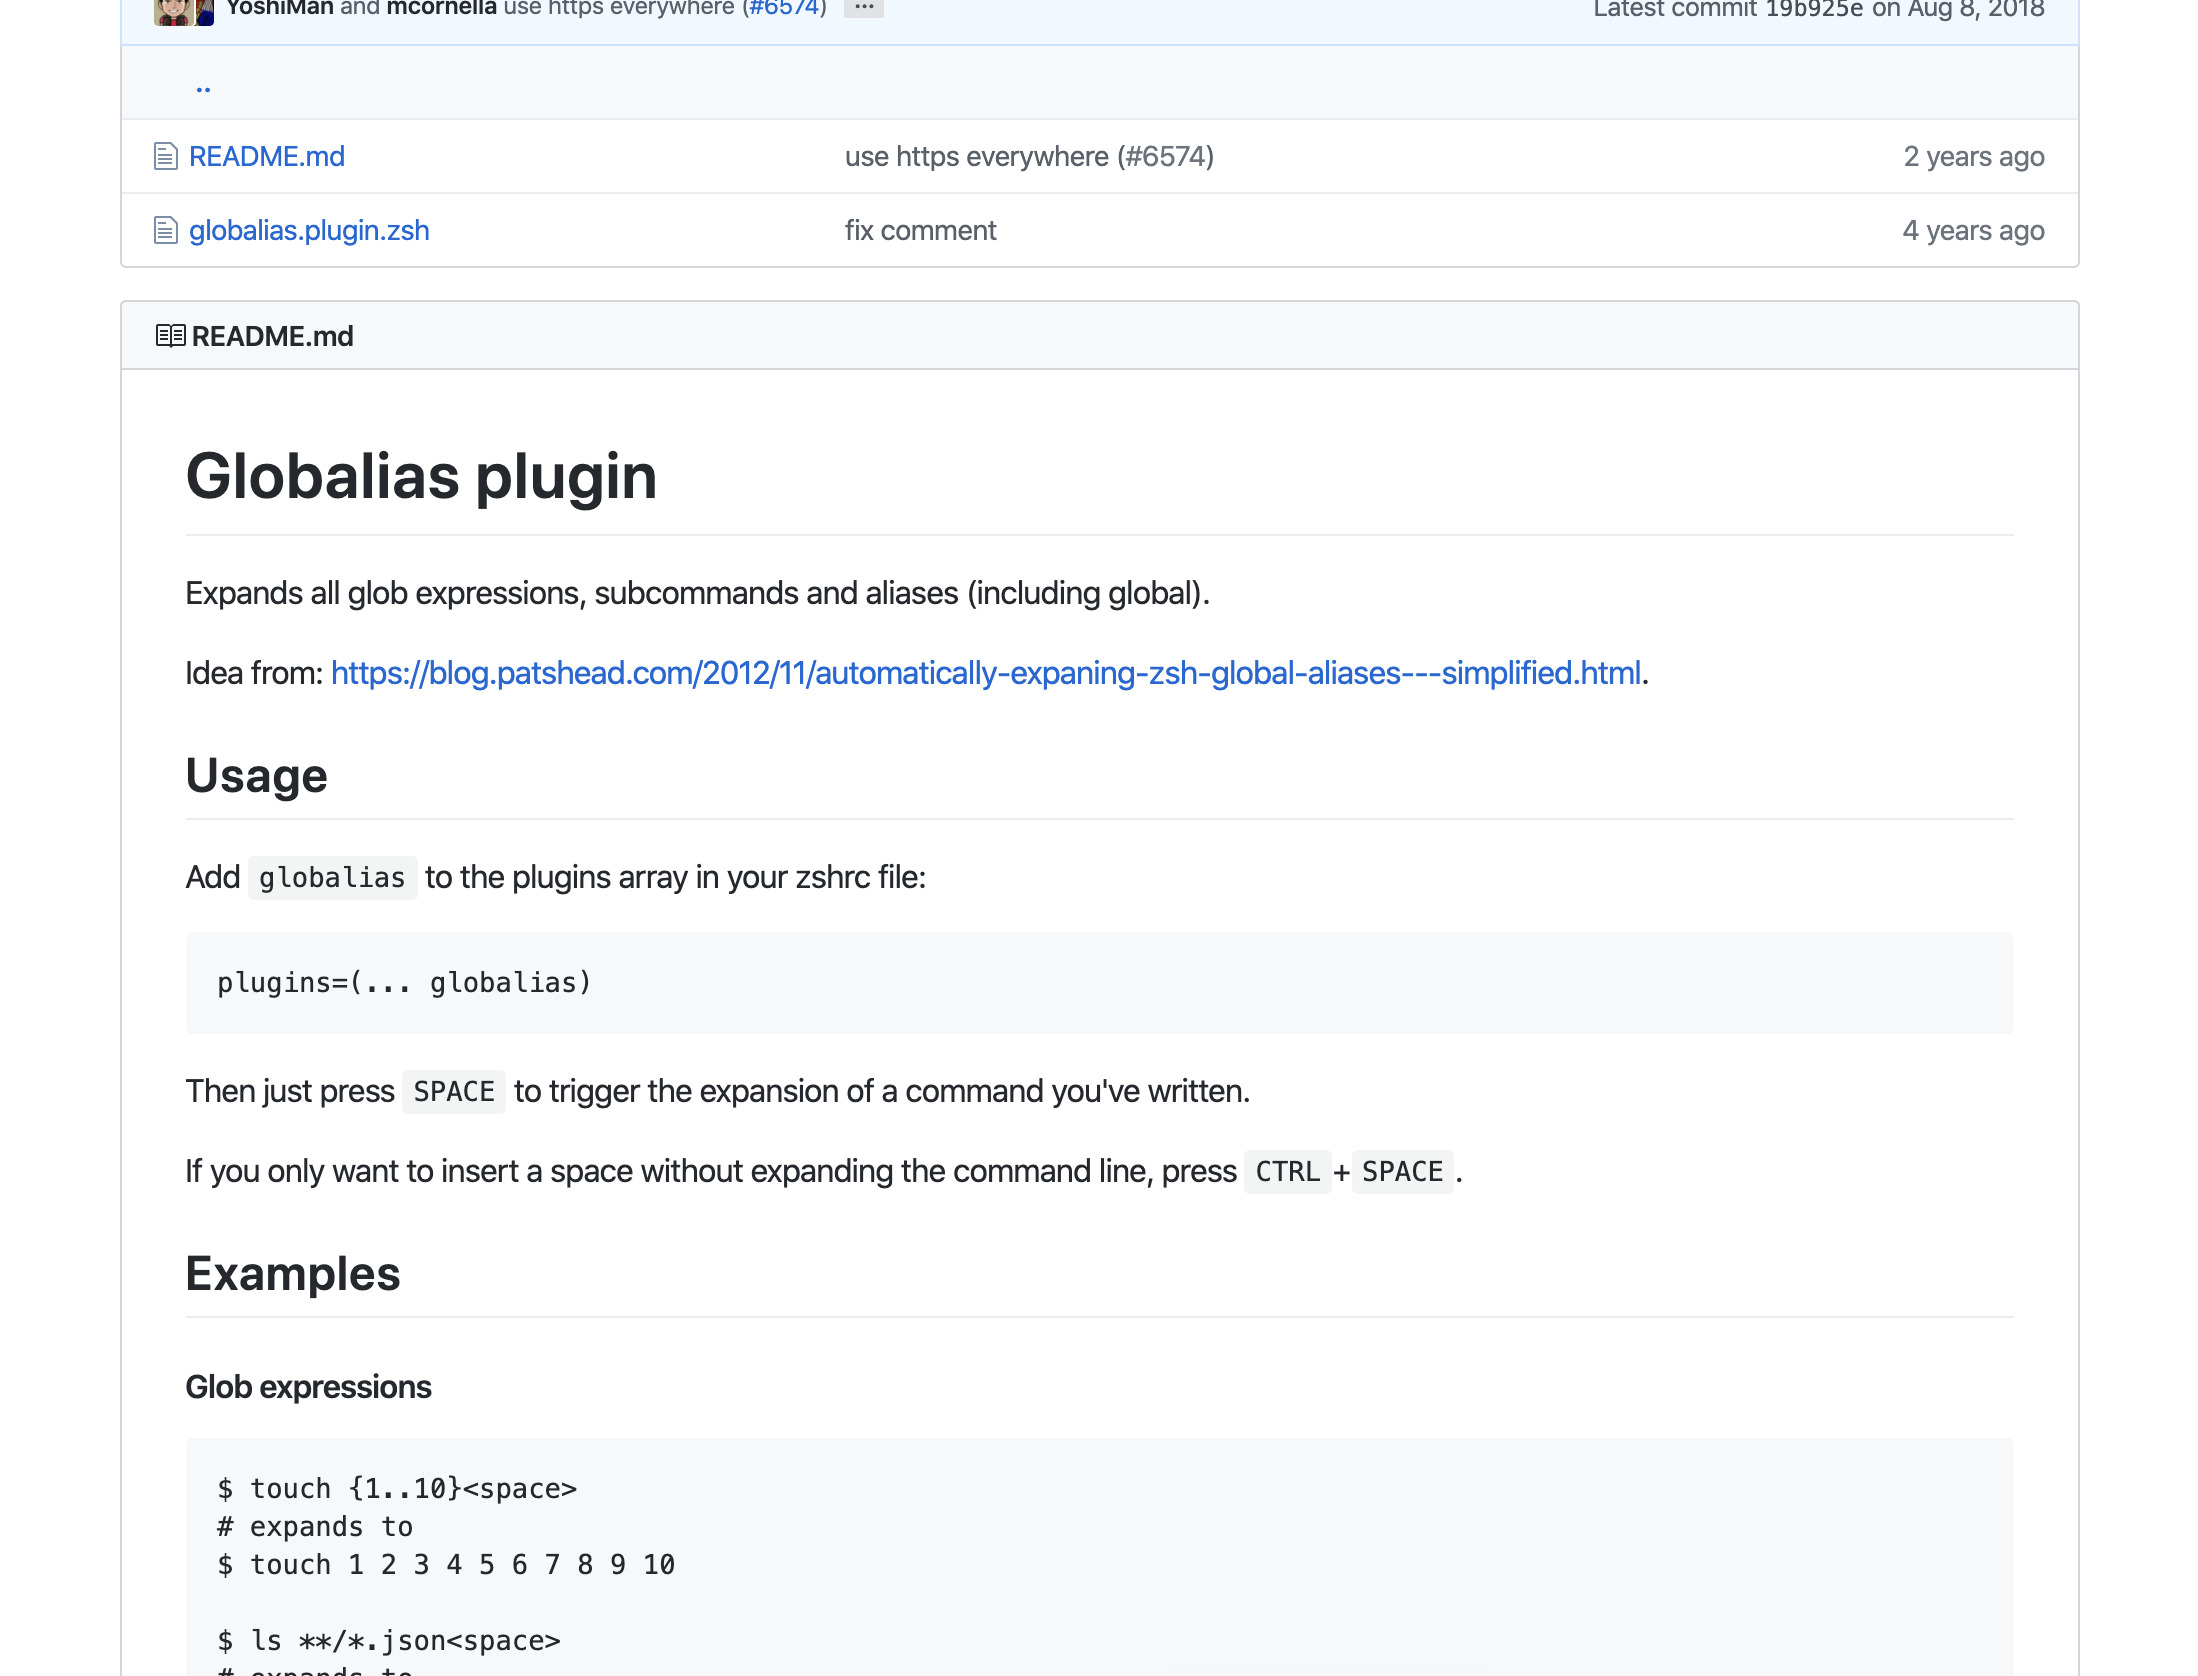 YoshiMan and mcornella use https everywhere (#6574) ... Latest commit 19b925e on Aug 8, 2018
..
README.md use https everywhere (#6574) 2 years ago
globalias.plugin.zsh fix comment 4 years ago
README.md
Globalias plugin
Expands all glob expressions, subcommands and aliases (including global).
Idea from: https://blog.patshead.com/2012/11/automatically-expaning-zsh-global-aliases---simplified.html.
Usage
Add globalias to the plugins array in your zshrc file:
plugins=(... globalias)
Then just press SPACE to trigger the expansion of a command you've written.
If you only want to insert a space without expanding the command line, press CTRL+SPACE.
Examples
Glob expressions
$ touch {1..10}<space>
# expands to
$ touch 1 2 3 4 5 6 7 8 9 10
$ ls **/*.json<space>
# expands to